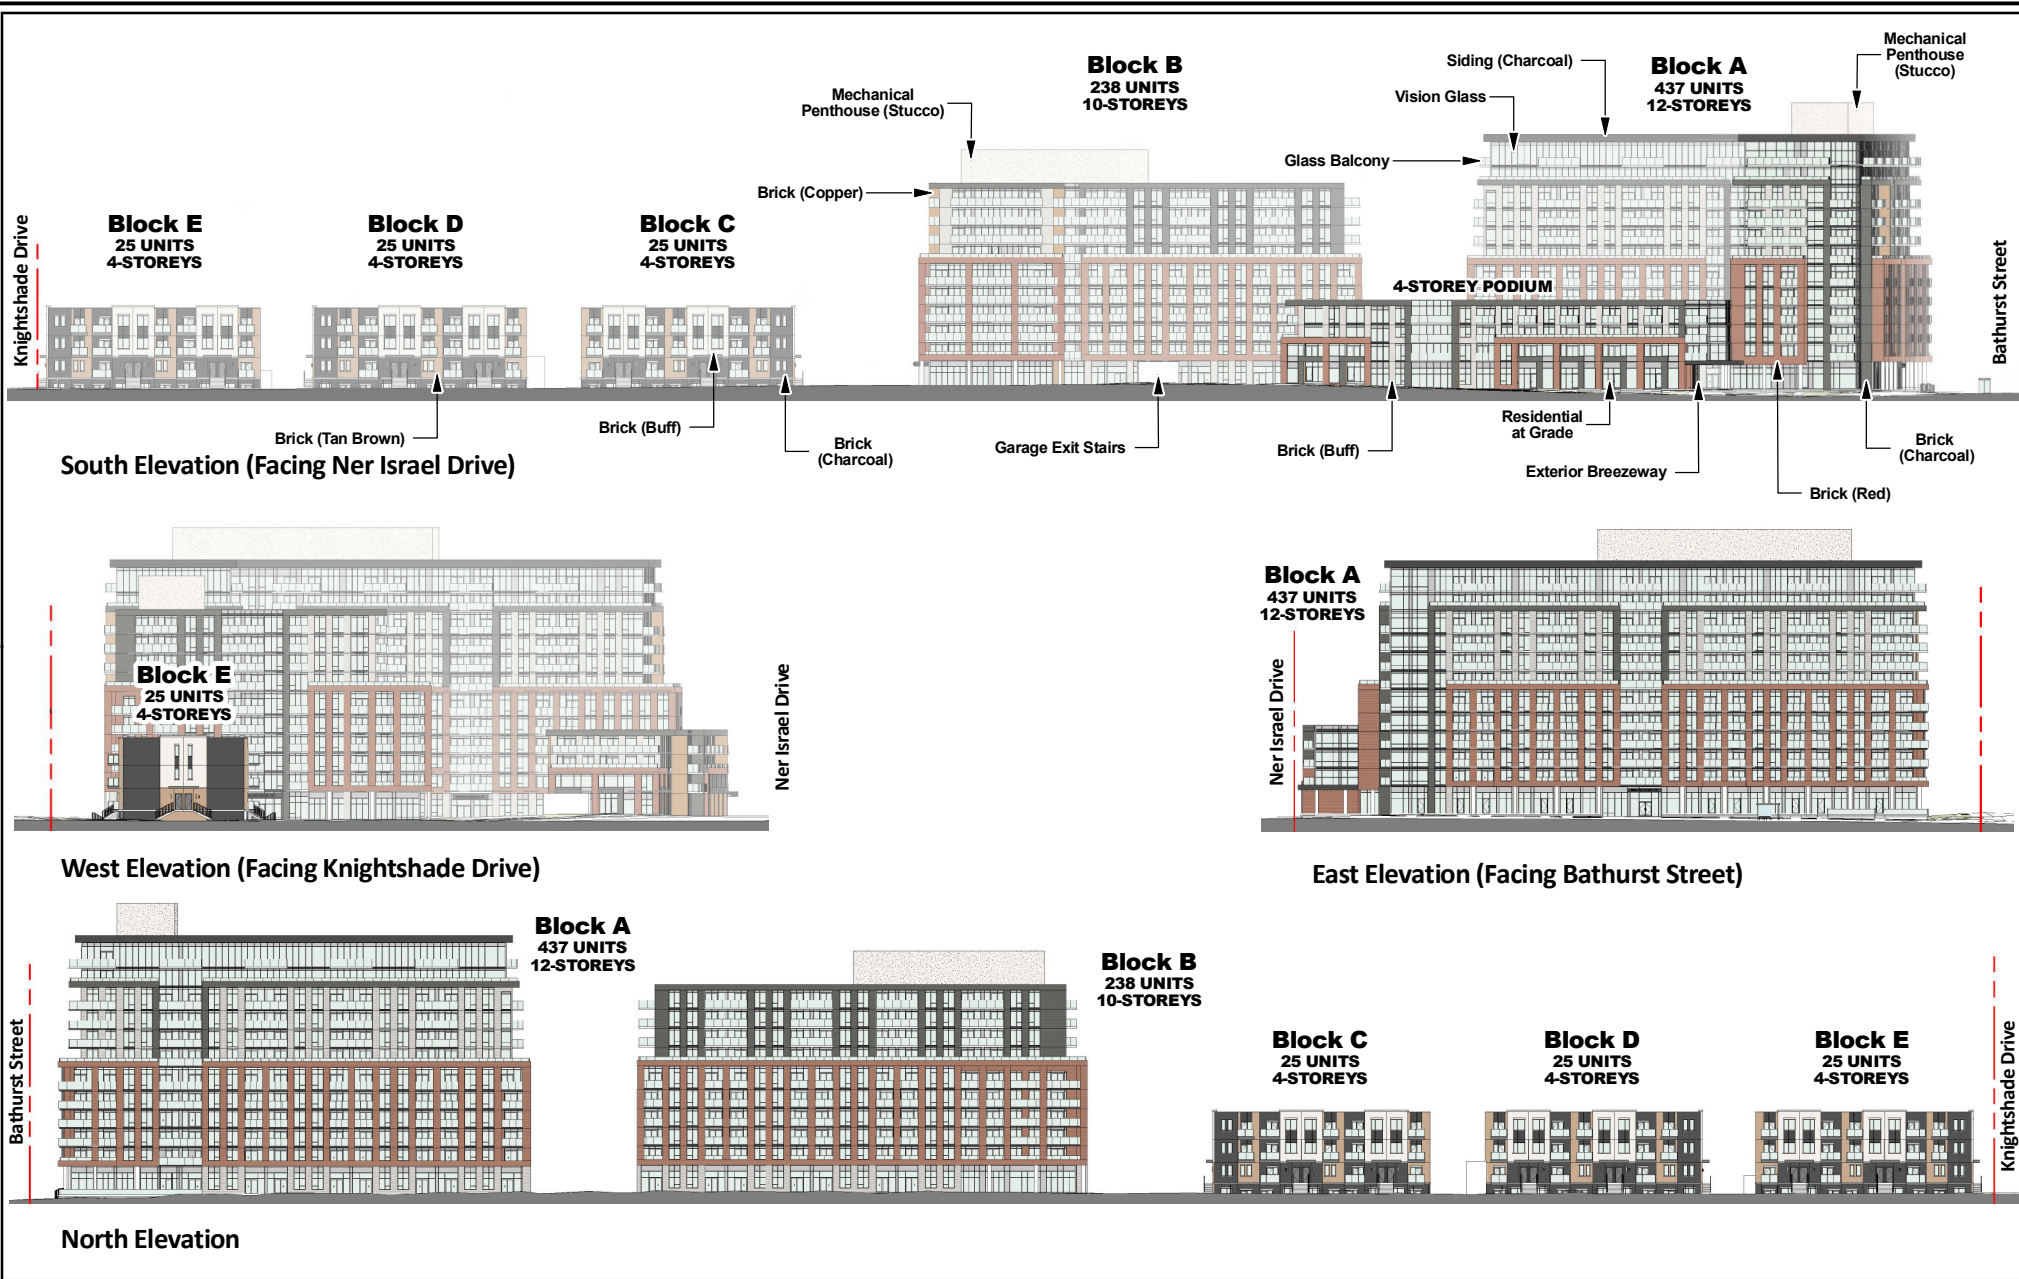 Block E
25 UNITS
4-STOREYS
Block D
25 UNITS
4-STOREYS
Block C
25 UNITS
4-STOREYS
Block B
238 UNITS
10-STOREYS
Block A
437 UNITS
12-STOREYS
Mechanical
Penthouse (Stucco)
Brick (Copper)
Siding (Charcoal)
Vision Glass
Glass Balcony
Mechanical
Penthouse
(Stucco)
4-STOREY PODIUM
Knightshade Drive
Bathurst Street
Brick (Tan Brown)
Brick (Buff)
Brick
(Charcoal)
Garage Exit Stairs
Brick (Buff)
Residential
at Grade
Exterior Breezeway
Brick (Red)
Brick
(Charcoal)
South Elevation (Facing Ner Israel Drive)
Block E
25 UNITS
4-STOREYS
Ner Israel Drive
West Elevation (Facing Knightshade Drive)
Block A
437 UNITS
12-STOREYS
Ner Israel Drive
East Elevation (Facing Bathurst Street)
Bathurst Street
Block A
437 UNITS
12-STOREYS
Block B
238 UNITS
10-STOREYS
Block C
25 UNITS
4-STOREYS
Block D
25 UNITS
4-STOREYS
Block E
25 UNITS
4-STOREYS
Knightshade Drive
North Elevation